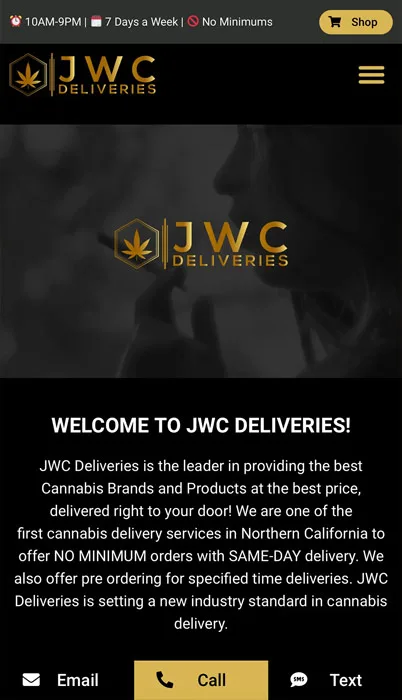 ⏰ 10AM-9PM | 🗓 7 Days a Week | 🚫 No Minimums
Shop
JWC
DELIVERIES
JWC
DELIVERIES
WELCOME TO JWC DELIVERIES!
JWC Deliveries is the leader in providing the best
Cannabis Brands and Products at the best price,
delivered right to your door! We are one of the
first cannabis delivery services in Northern California to
offer NO MINIMUM orders with SAME-DAY delivery. We
also offer pre ordering for specified time deliveries. JWC
Deliveries is setting a new industry standard in cannabis
delivery.
Email
Call
SMS
Text